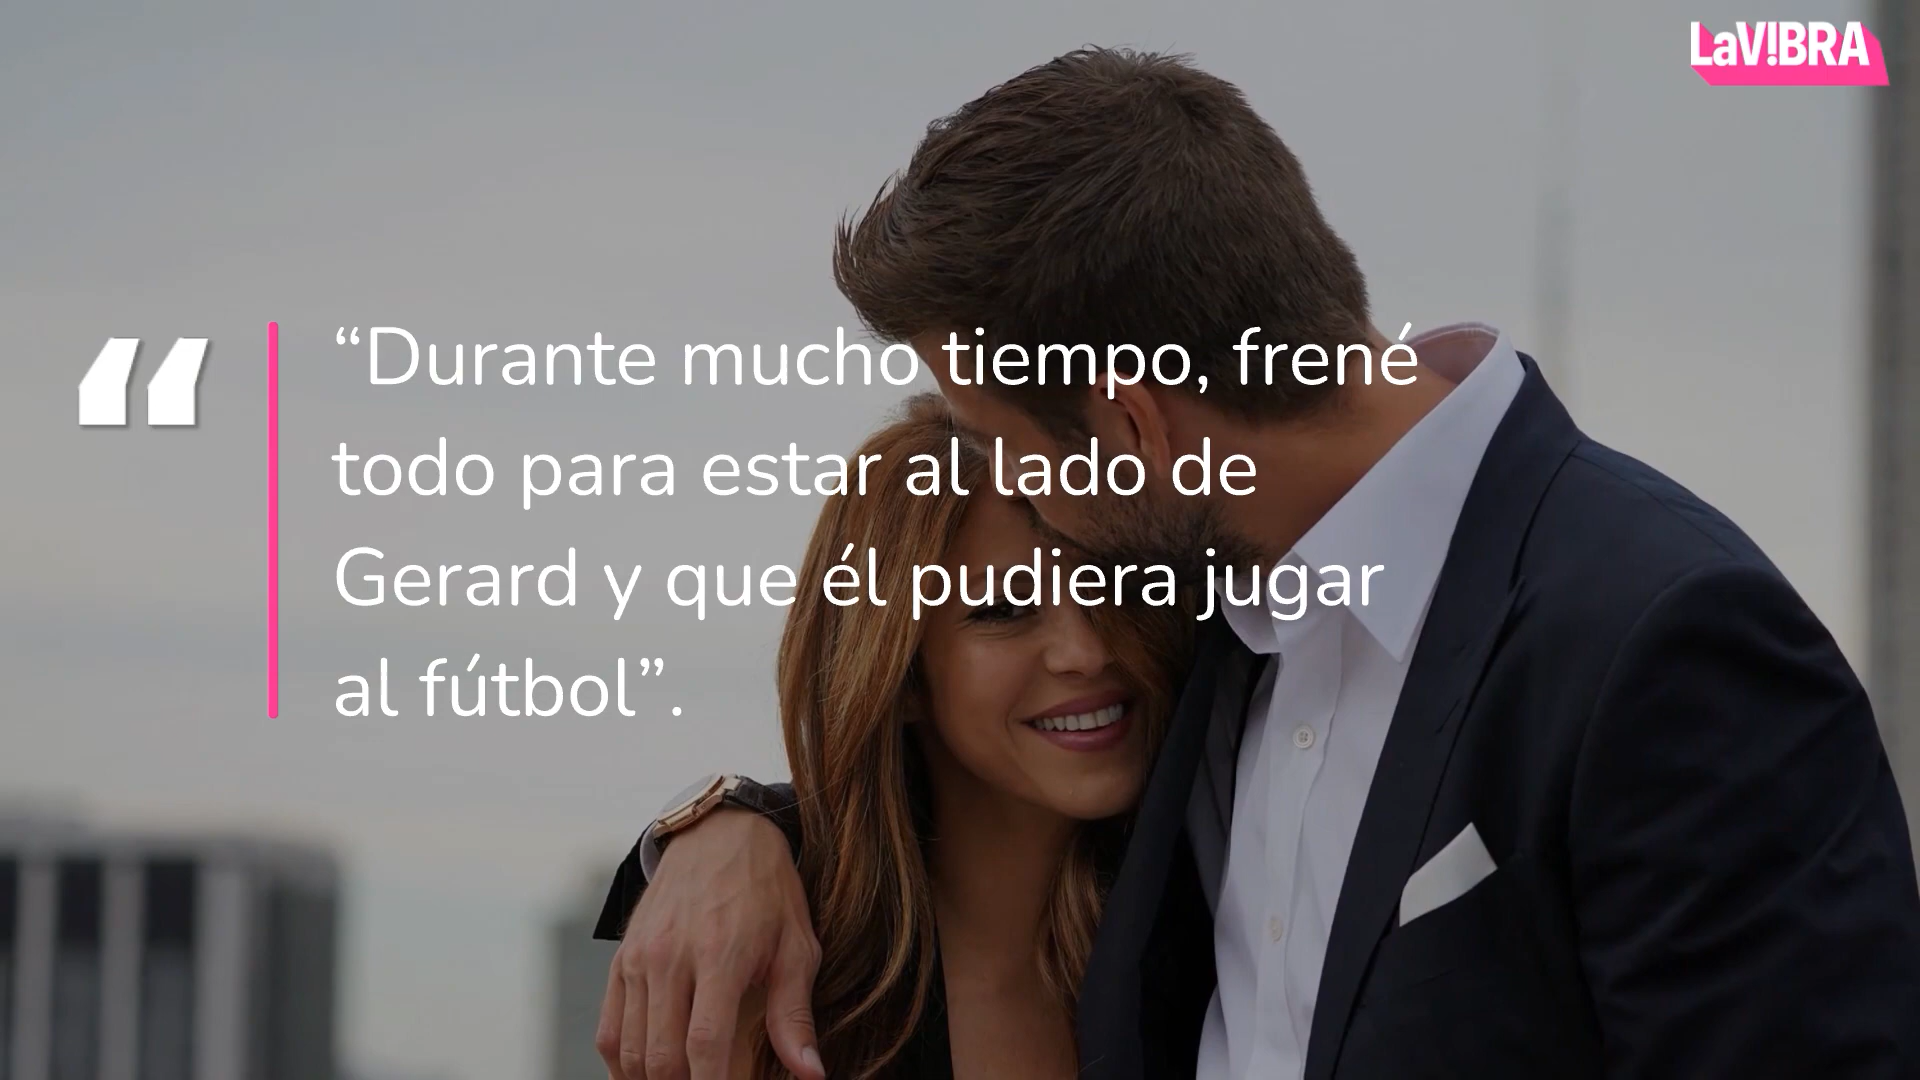 LaV!BRA
“Durante mucho tiempo, frené
todo para estar al lado de
Gerard y que él pudiera jugar
al fútbol”.